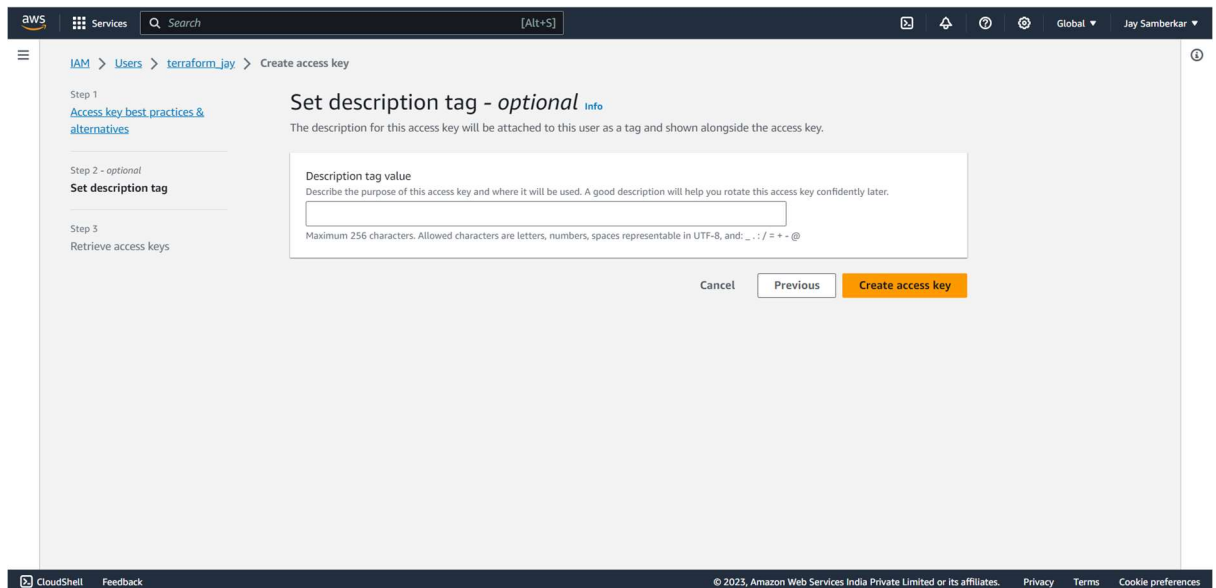 aws
Services
Search
[Alt+S]
Global ▼
Jay Samberkar ▼
IAM > Users > terraform_jay > Create access key
Step 1
Access key best practices &
alternatives
Step 2 - optional
Set description tag
Step 3
Retrieve access keys
Set description tag - optional Info
The description for this access key will be attached to this user as a tag and shown alongside the access key.
Description tag value
Describe the purpose of this access key and where it will be used. A good description will help you rotate this access key confidently later.
Maximum 256 characters. Allowed characters are letters, numbers, spaces representable in UTF-8, and: _ . : / = + - @
Cancel
Previous
Create access key
CloudShell
Feedback
© 2023, Amazon Web Services India Private Limited or its affiliates.
Privacy
Terms
Cookie preferences